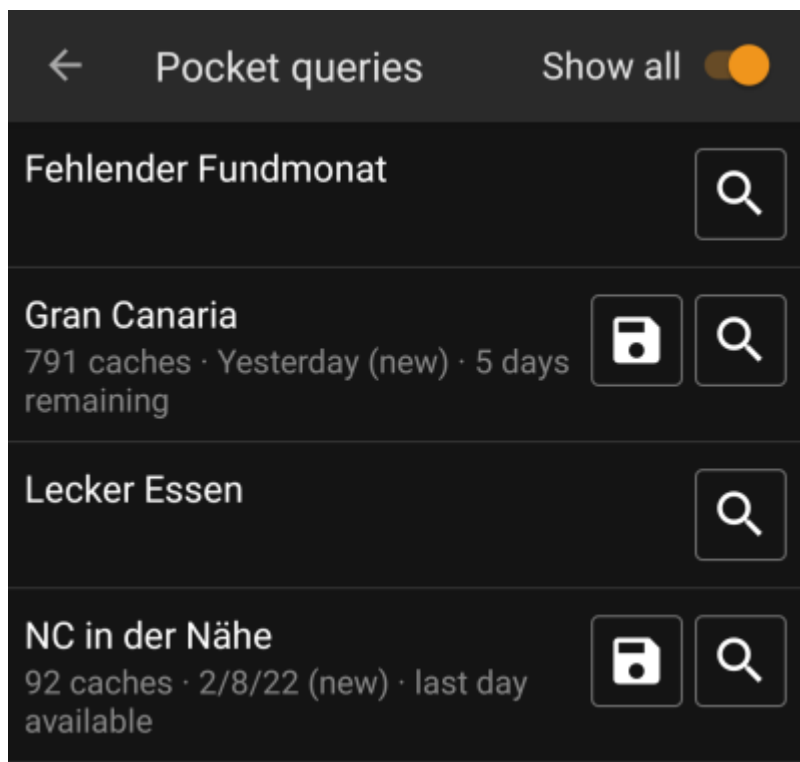 Pocket queries Show all
Fehlender Fundmonat
Gran Canaria
791 caches · Yesterday (new) · 5 days
remaining
Lecker Essen
NC in der Nähe
92 caches · 2/8/22 (new) · last day
available